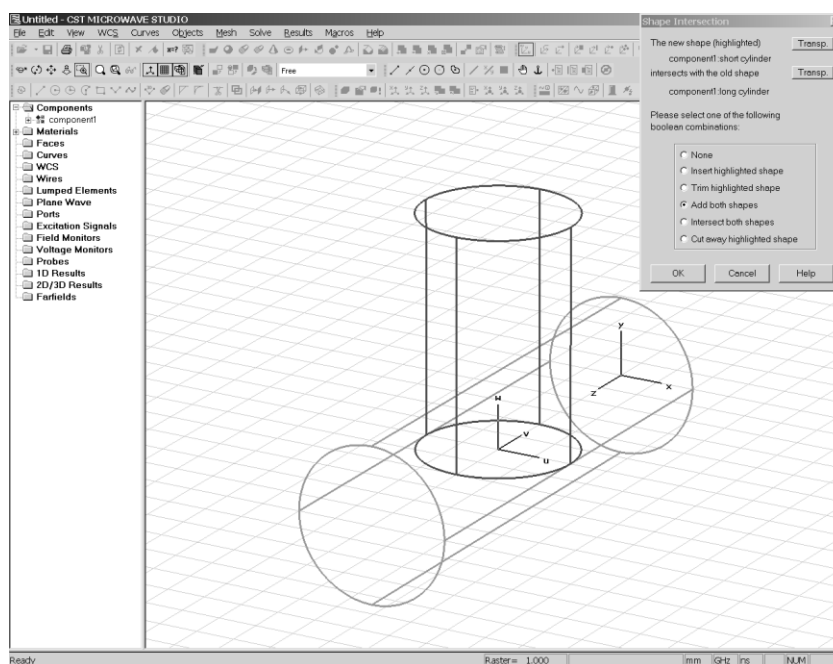 Untitled - CST MICROWAVE STUDIO
File Edit View WCS Curves Objects Mesh Solve Results Macros Help
Free
Components
component1
Materials
Faces
Curves
WCS
Wires
Lumped Elements
Plane Wave
Ports
Excitation Signals
Field Monitors
Voltage Monitors
Probes
1D Results
2D/3D Results
Farfields
y
x
z
w
v
u
Shape Intersection
The new shape (highlighted)
Transp.
component1:short cylinder
intersects with the old shape
Transp.
component1:long cylinder
Please select one of the following
boolean combinations:
None
Insert highlighted shape
Trim highlighted shape
Add both shapes
Intersect both shapes
Cut away highlighted shape
OK Cancel Help
Ready Raster= 1.000 mm GHz ns NUM